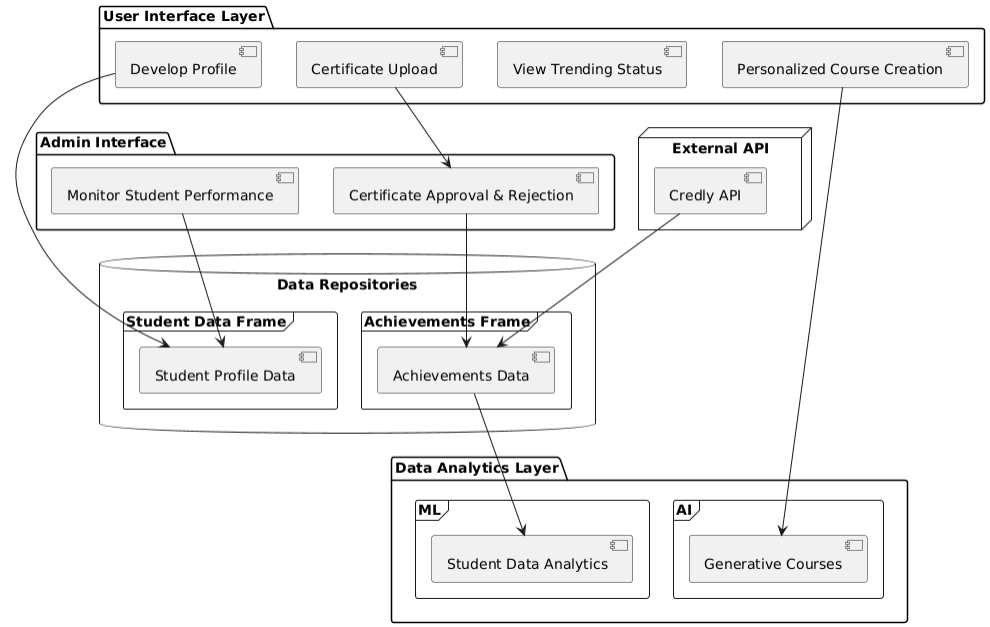 User Interface Layer
Develop Profile
Certificate Upload
View Trending Status
Personalized Course Creation
Admin Interface
Monitor Student Performance
Certificate Approval & Rejection
External API
Credly API
Data Repositories
Student Data Frame
Student Profile Data
Achievements Frame
Achievements Data
Data Analytics Layer
ML
Student Data Analytics
AI
Generative Courses